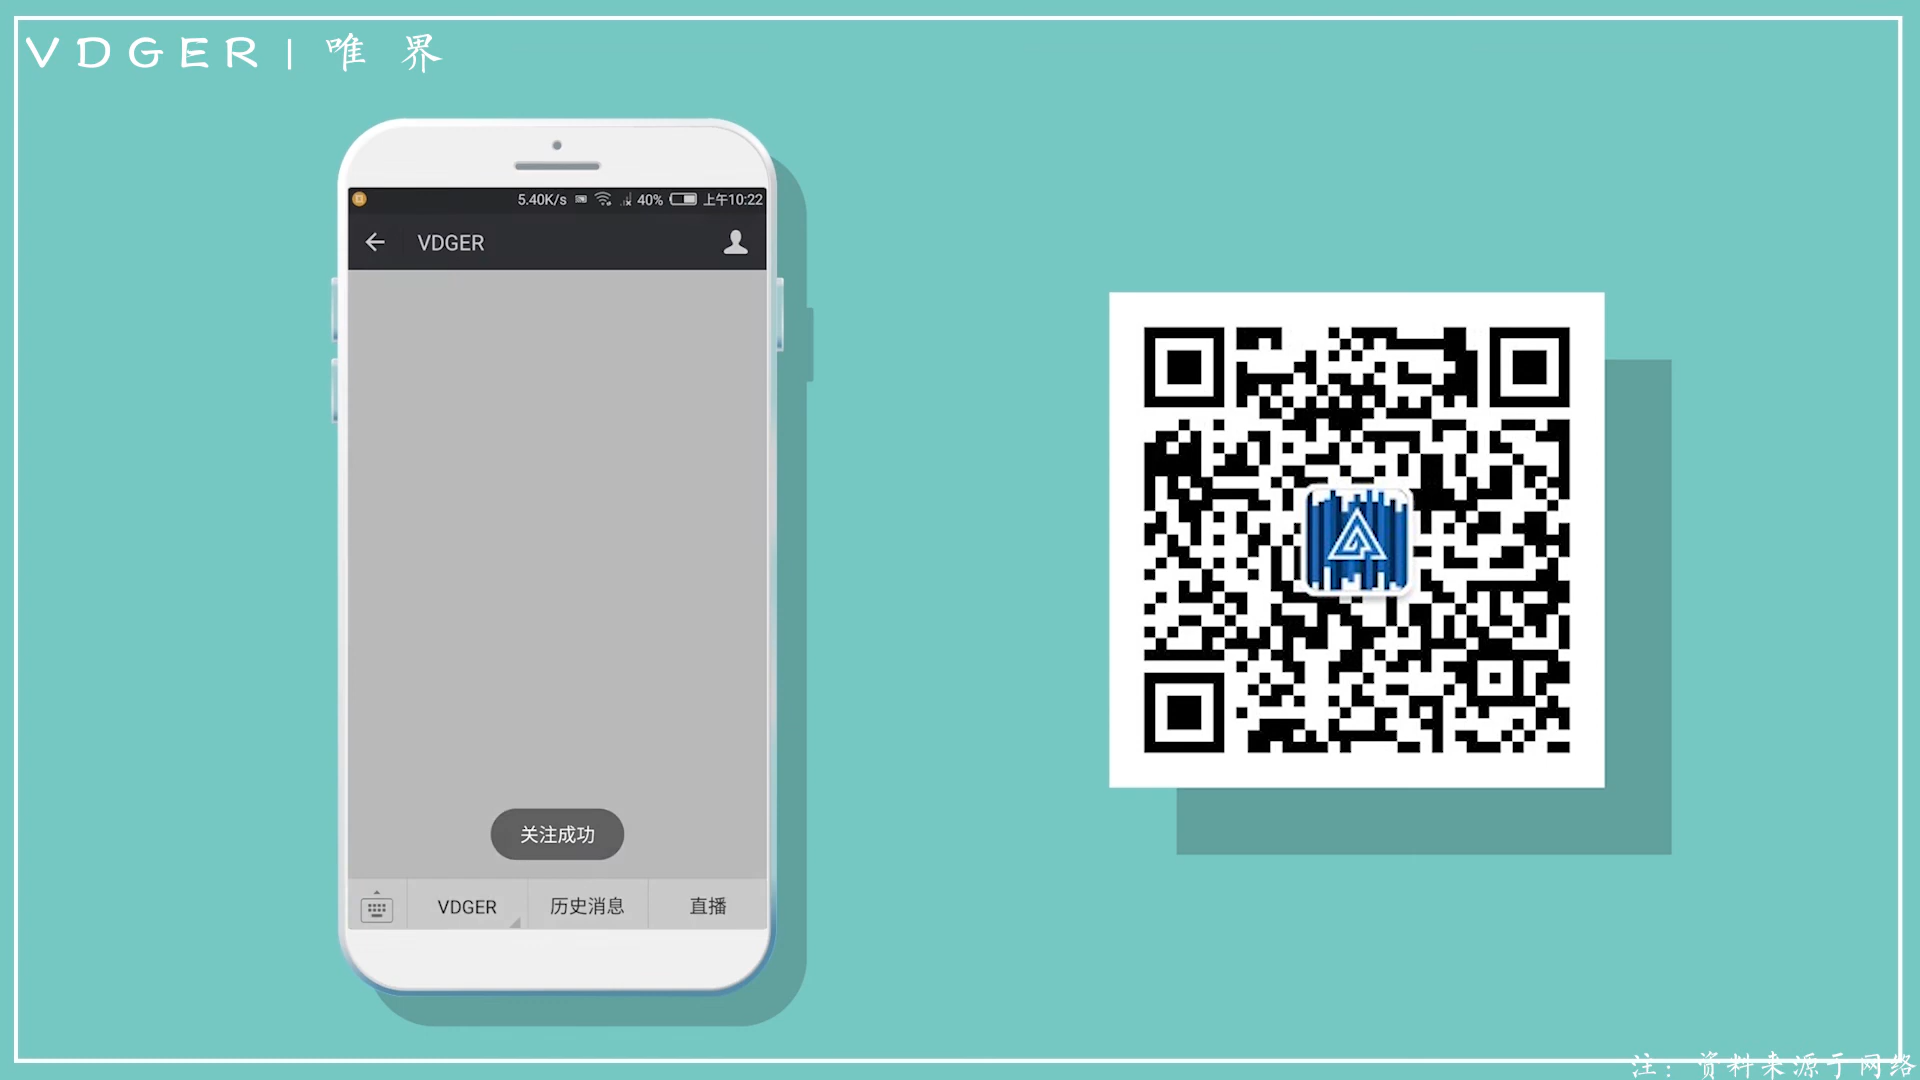 VDGER | 唯 界
5.40K/s 40% 上午10:22
VDGER
关注成功
VDGER 历史消息 直播
注：资料来源于网络